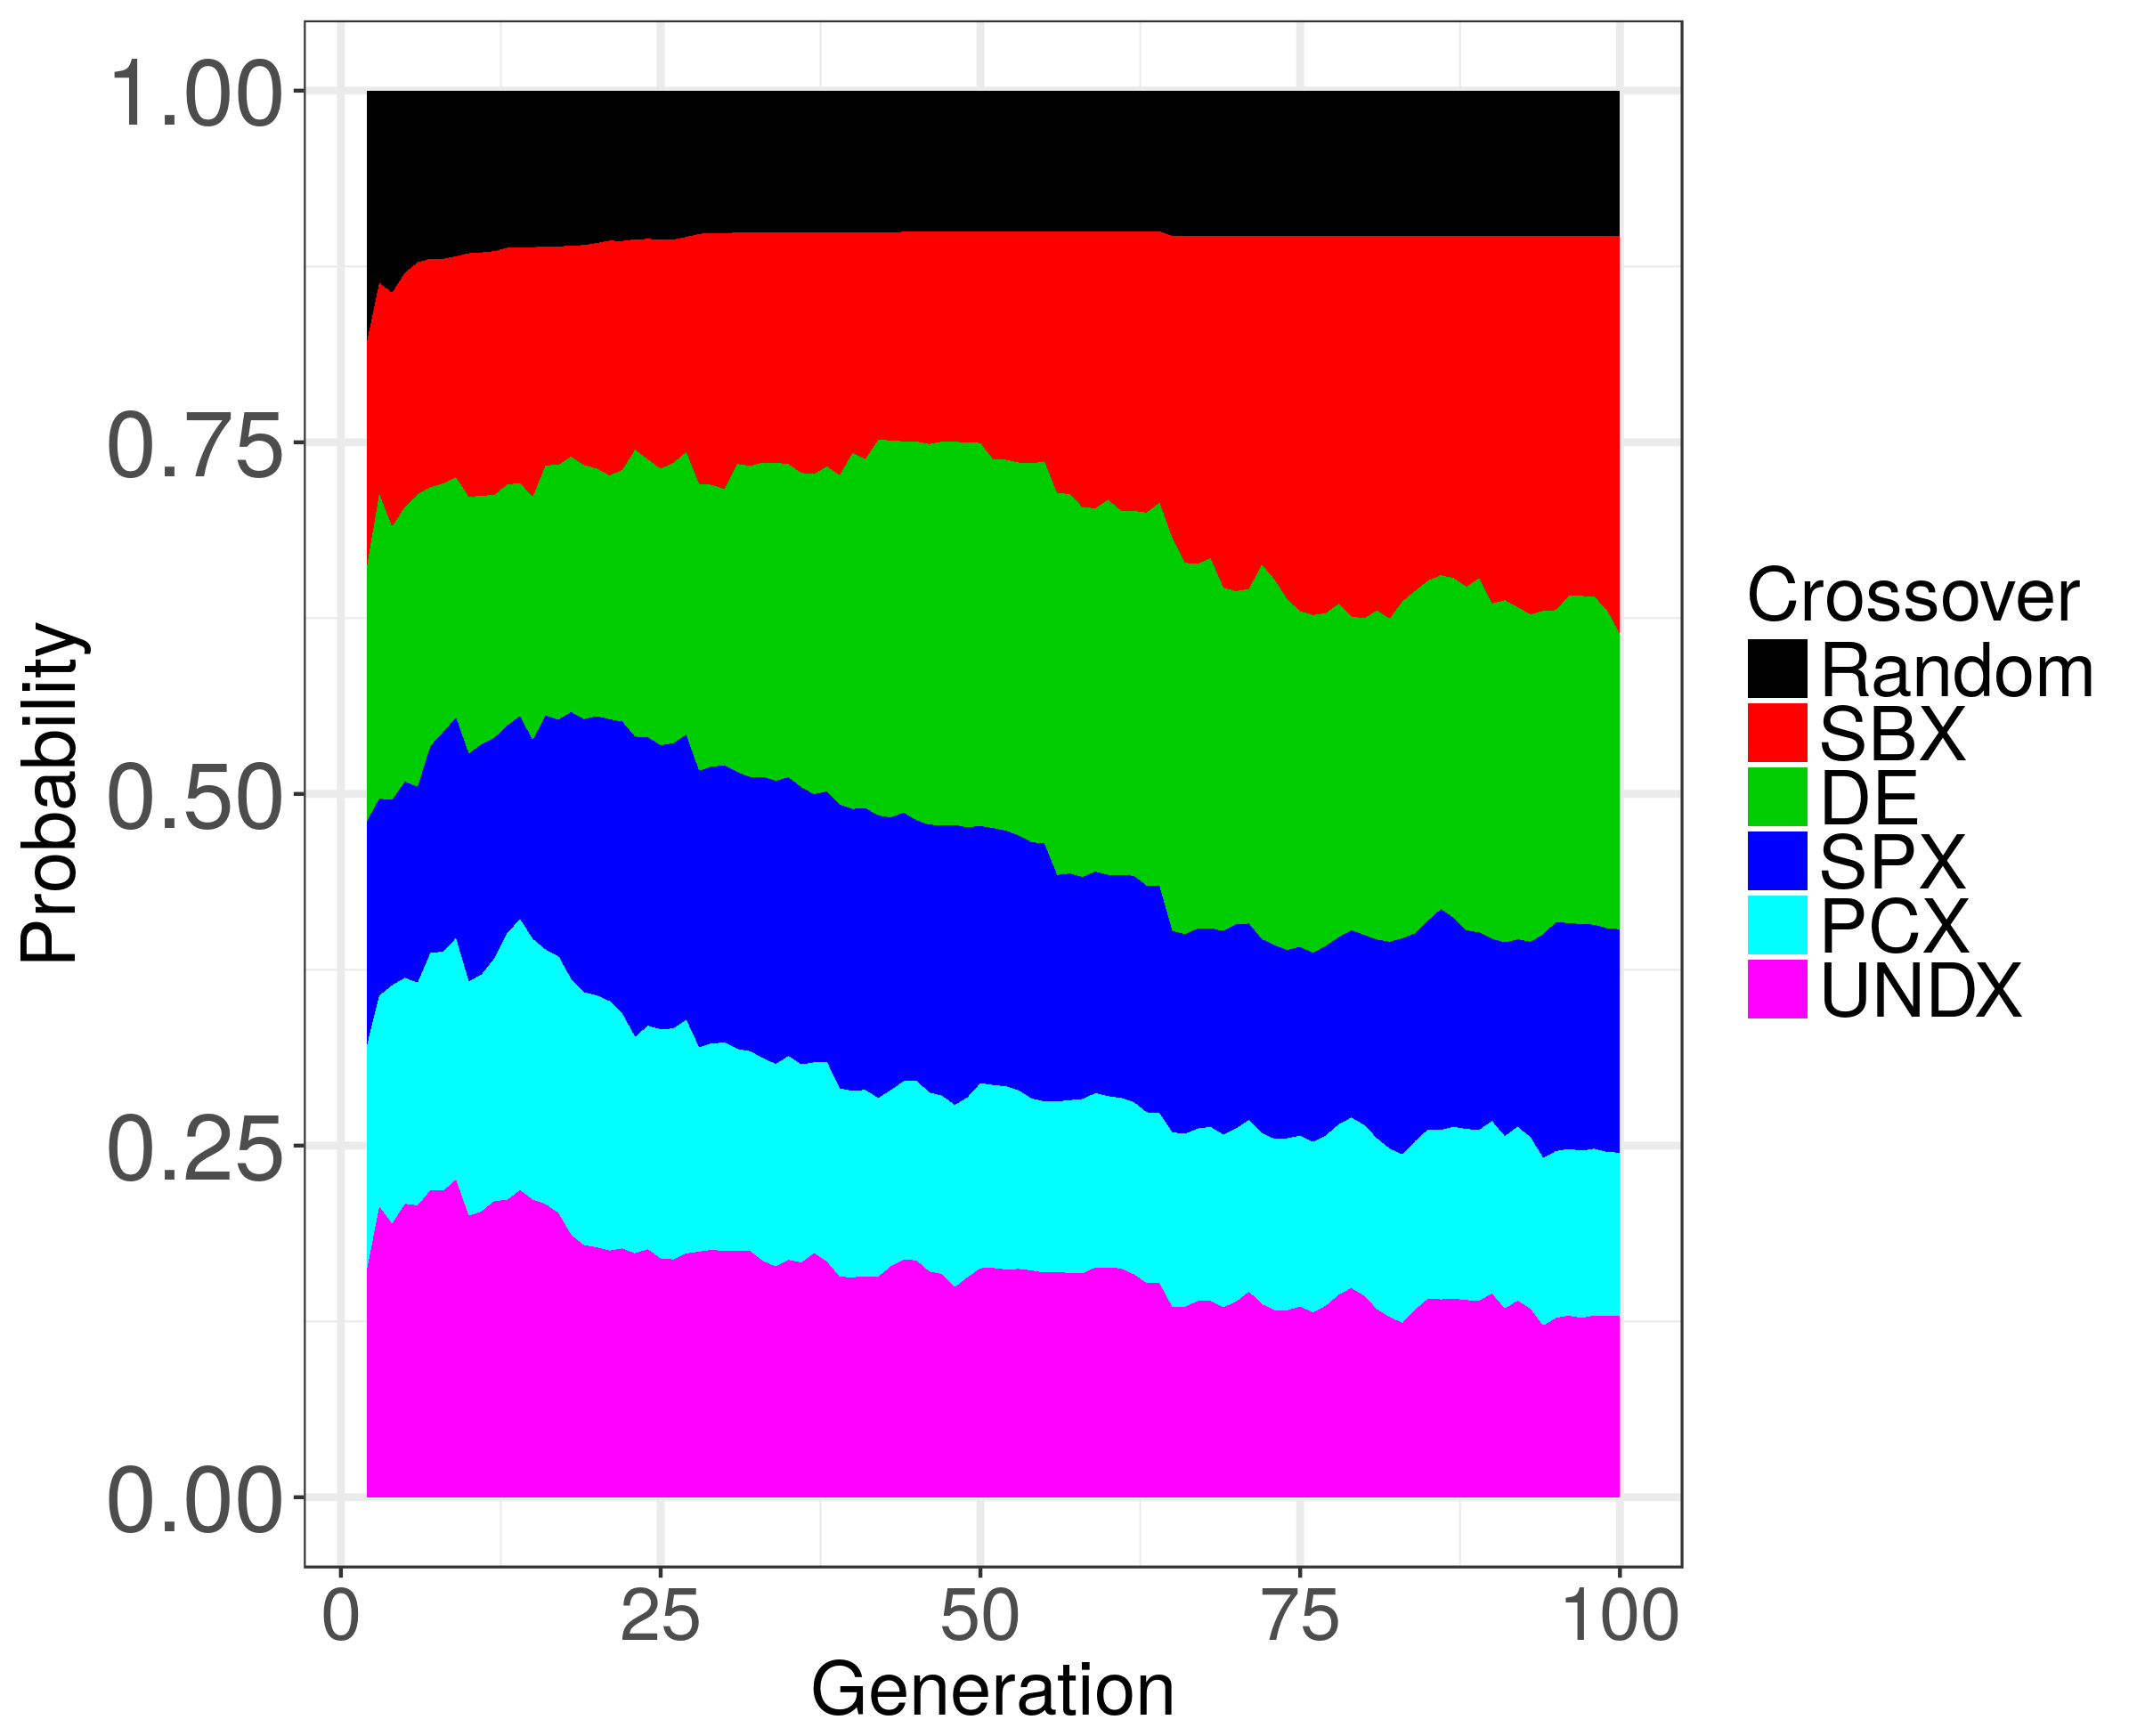 1.00
0.75
0.50
0.25
0.00
Probability
0
25
50
75
100
Generation
Crossover
Random
SBX
DE
SPX
PCX
UNDX